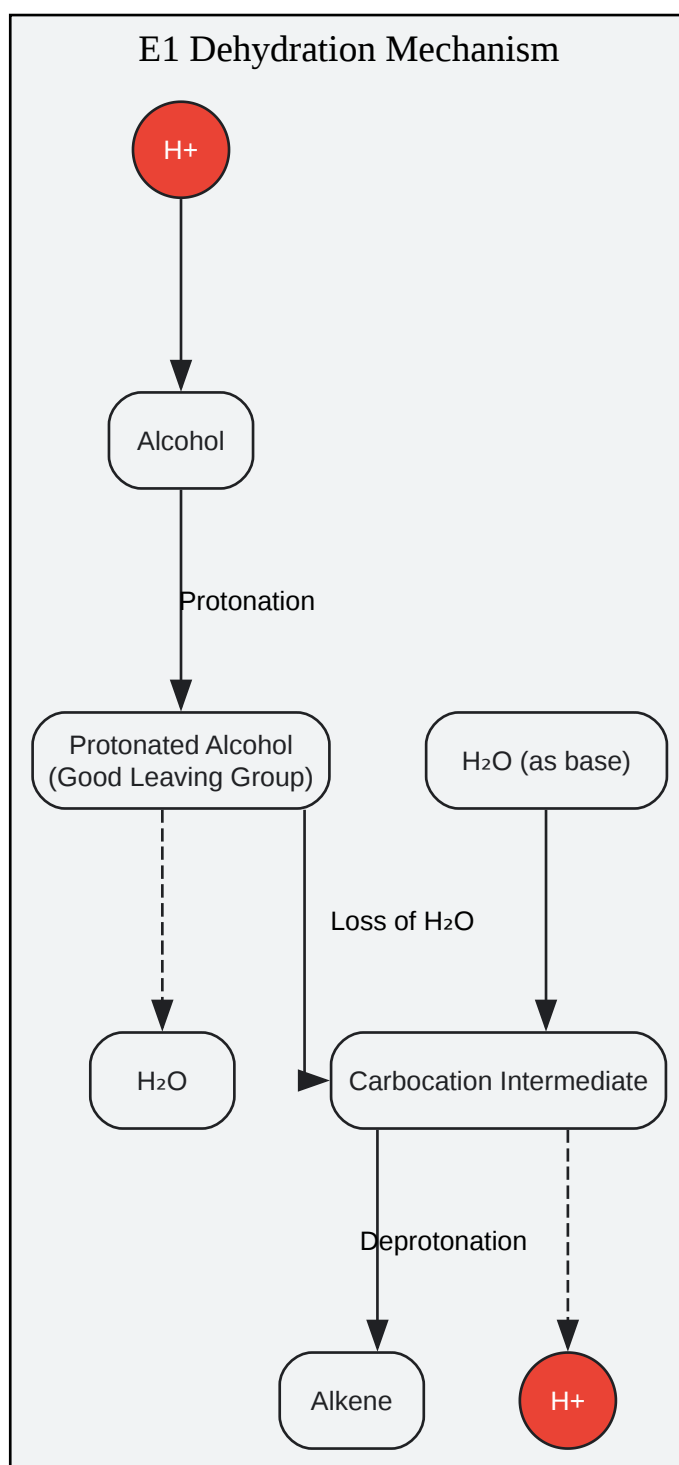 E1 Dehydration Mechanism
H+
Alcohol
Protonation
Protonated Alcohol
(Good Leaving Group)
H₂O (as base)
Loss of H₂O
H₂O
Carbocation Intermediate
Deprotonation
Alkene
H+